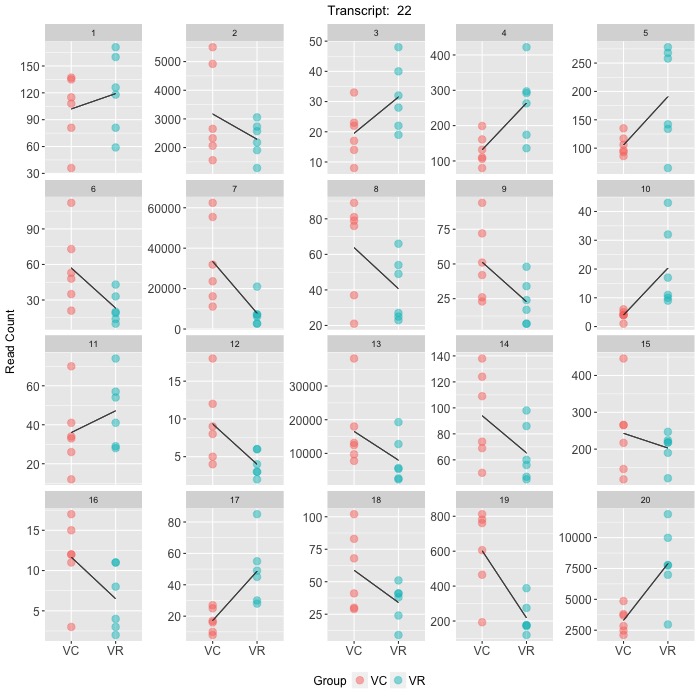 Transcript: 22
1 2 3 4 5
150 120 90 60 30
5000 4000 3000 2000
50 40 30 20 10
400 300 200 100
250 200 150 100
6 7 8 9 10
90 60 30
60000 40000 20000 0
80 60 40 20
75 50 25
40 30 20 10 0
Read Count
11 12 13 14 15
60 40 20
15 10 5
30000 20000 10000
140 120 100 80 60
400 300 200
16 17 18 19 20
15 10 5
80 60 40 20
100 75 50 25
800 600 400 200
10000 7500 5000 2500
VC VR VC VR VC VR VC VR VC VR
Group VC VR